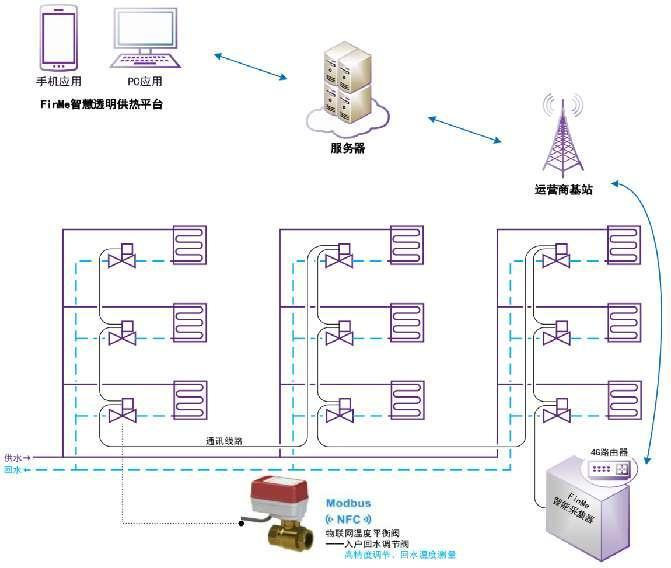 手机应用
PC应用
FinMe智慧透明供热平台
服务器
运营商基站
通讯线路
供水→
回水←
4G路由器
FinMe
智能采集器
Modbus
NFC
物联网温度平衡阀
——入户回水调节阀
高精度调节、回水温度测量